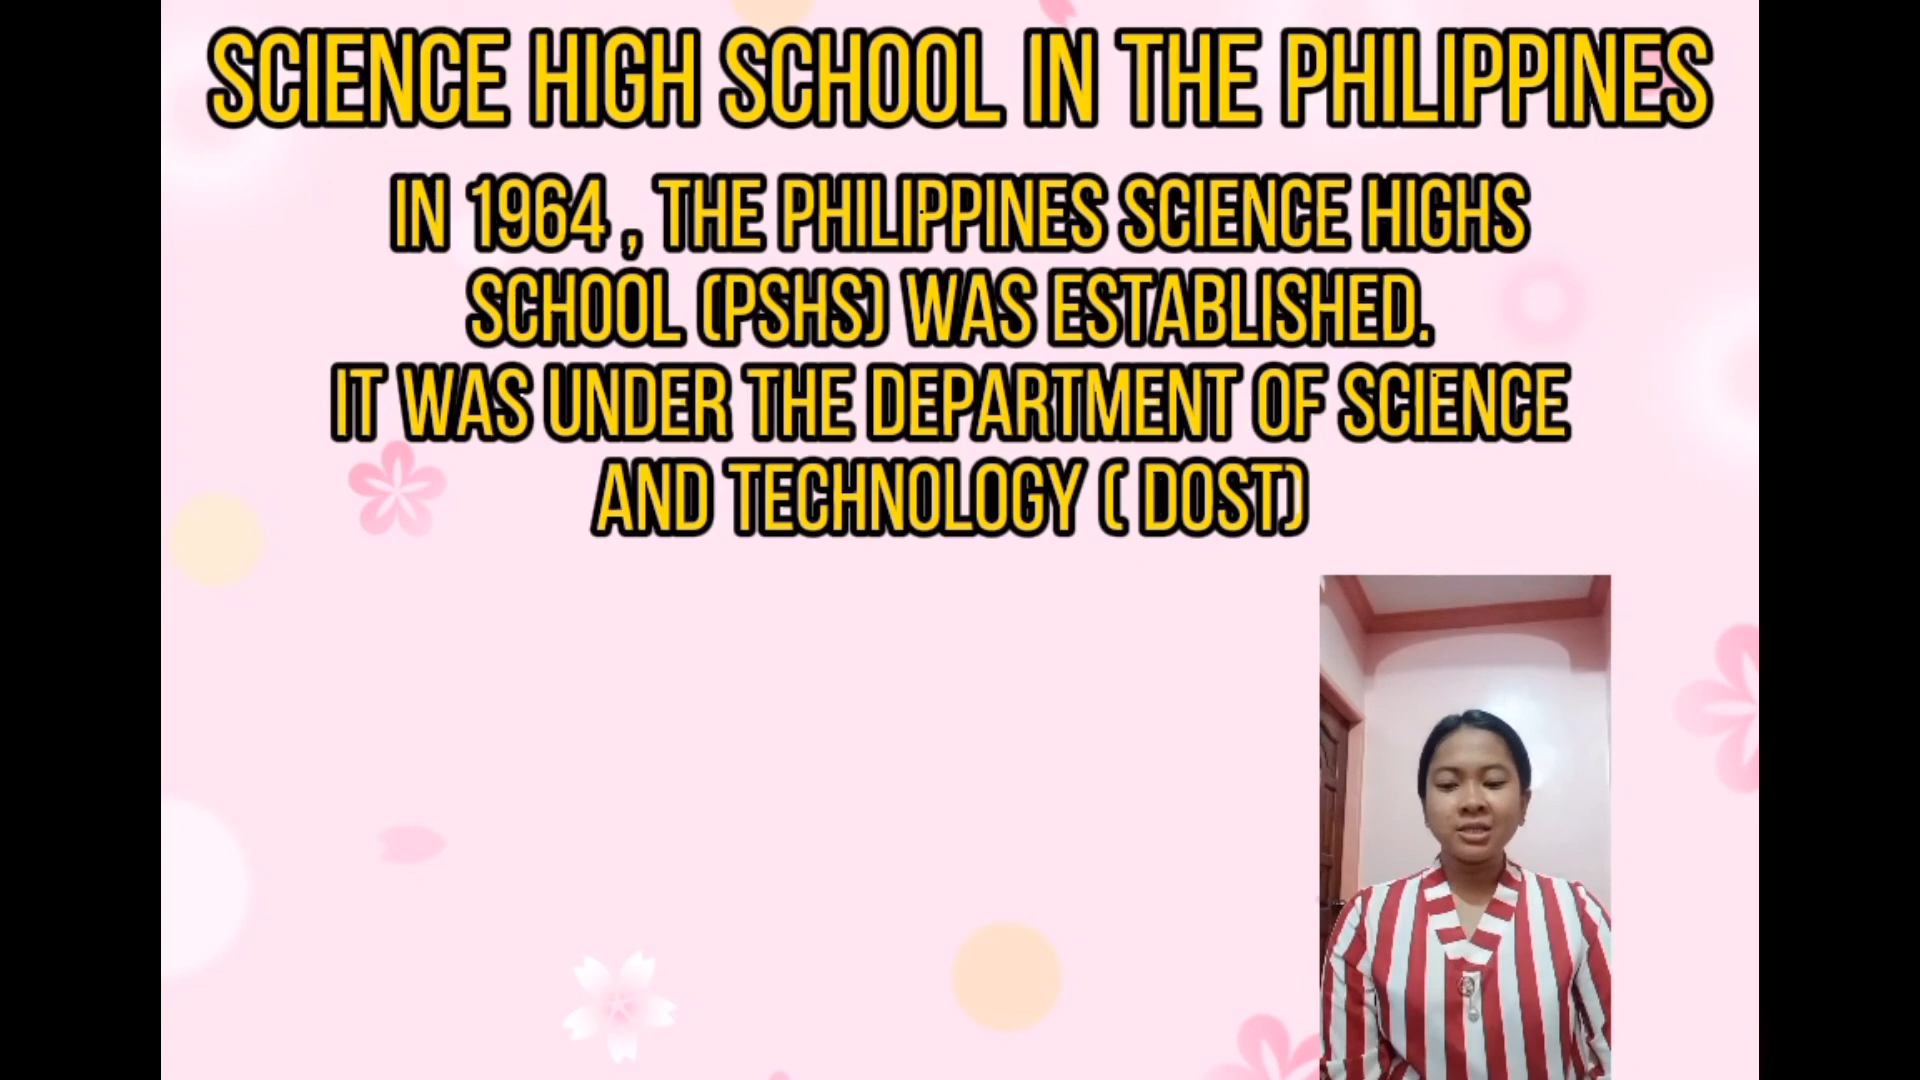 SCIENCE HIGH SCHOOL IN THE PHILIPPINES
IN 1964 , THE PHILIPPINES SCIENCE HIGHS
SCHOOL (PSHS) WAS ESTABLISHED.
IT WAS UNDER THE DEPARTMENT OF SCIENCE
AND TECHNOLOGY ( DOST)